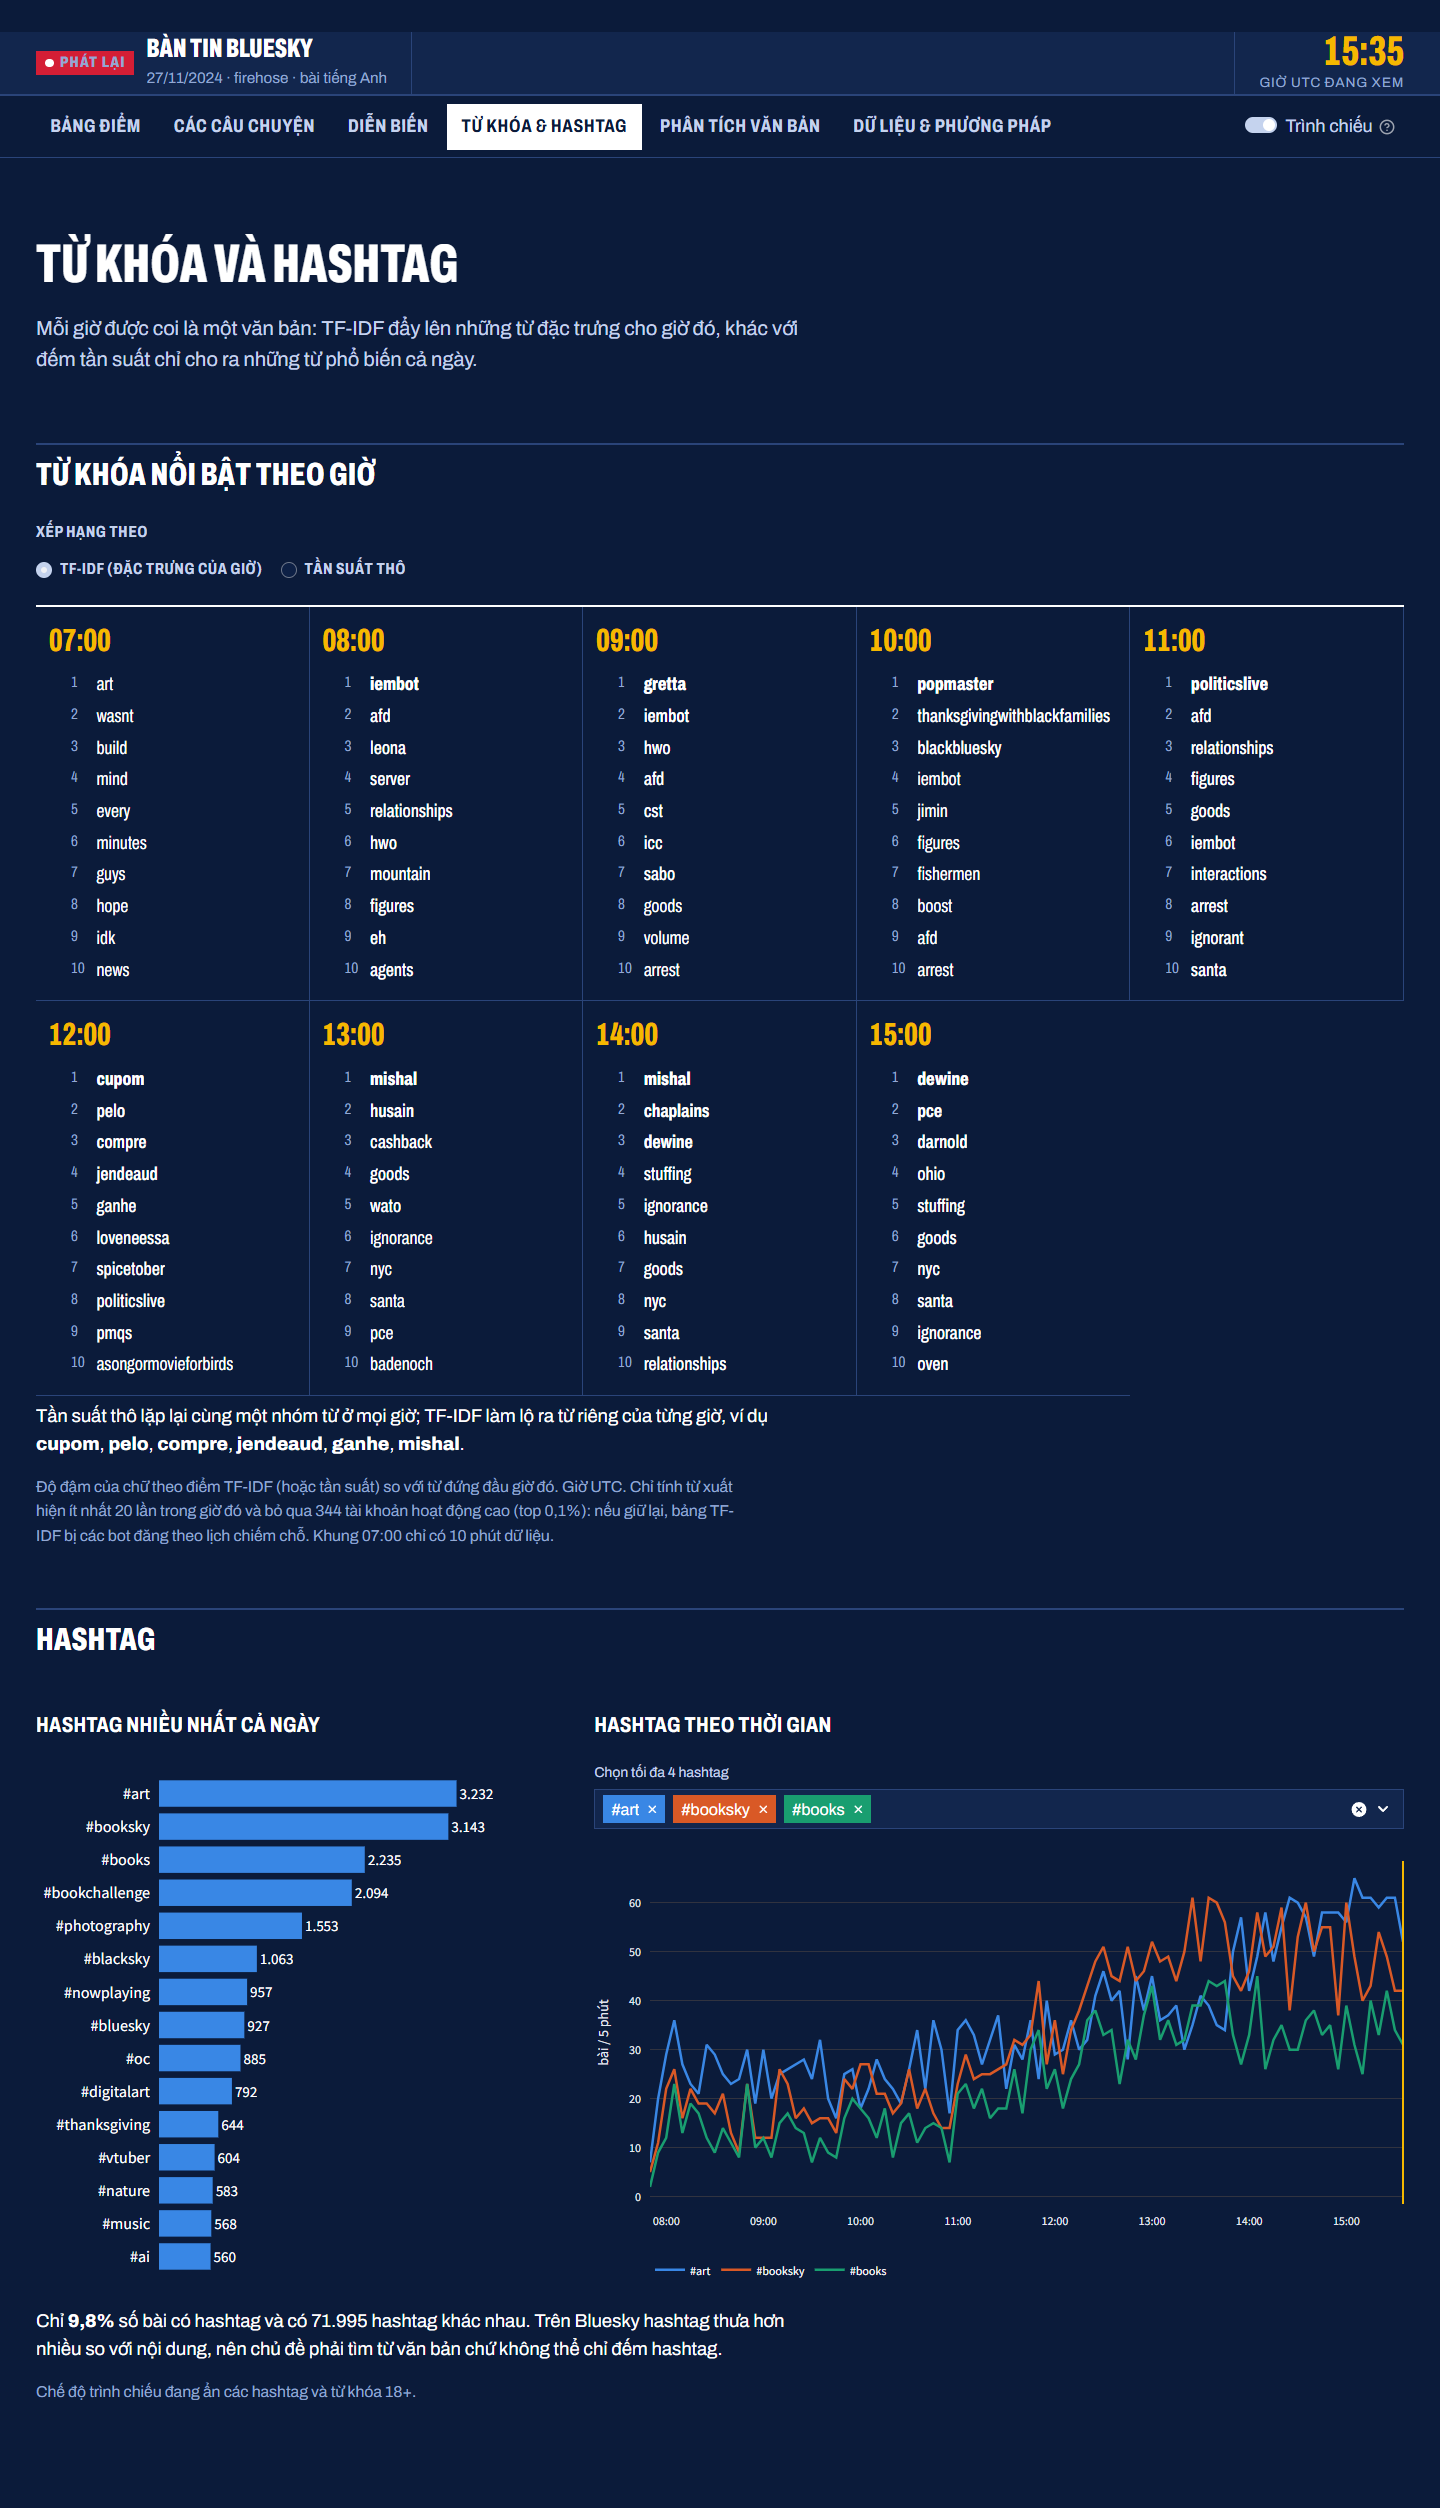 PHÁT LẠI
BẢN TIN BLUESKY
27/11/2024 · firehose · bài tiếng Anh
15:35
GIỜ UTC ĐANG XEM
BẢNG ĐIỂM
CÁC CÂU CHUYỆN
DIỄN BIẾN
TỪ KHÓA & HASHTAG
PHÂN TÍCH VĂN BẢN
DỮ LIỆU & PHƯƠNG PHÁP
Trình chiếu
TỪ KHÓA VÀ HASHTAG
Mỗi giờ được coi là một văn bản: TF-IDF đẩy lên những từ đặc trưng cho giờ đó, khác với
đếm tần suất chỉ cho ra những từ phổ biến cả ngày.
TỪ KHÓA NỔI BẬT THEO GIỜ
XẾP HẠNG THEO
TF-IDF (ĐẶC TRƯNG CỦA GIỜ)
TẦN SUẤT THÔ
07:00
1 art
2 wasnt
3 build
4 mind
5 every
6 minutes
7 guys
8 hope
9 idk
10 news
08:00
1 iembot
2 afd
3 leona
4 server
5 relationships
6 hwo
7 mountain
8 figures
9 eh
10 agents
09:00
1 gretta
2 iembot
3 hwo
4 afd
5 cst
6 icc
7 sabo
8 goods
9 volume
10 arrest
10:00
1 popmaster
2 thanksgivingwithblackfamilies
3 blackbluesky
4 iembot
5 jimin
6 figures
7 fishermen
8 boost
9 afd
10 arrest
11:00
1 politicslive
2 afd
3 relationships
4 figures
5 goods
6 iembot
7 interactions
8 arrest
9 ignorant
10 santa
12:00
1 cupom
2 pelo
3 compre
4 jendeaud
5 ganhe
6 loveneessa
7 spicetober
8 politicslive
9 pmqs
10 asongormovieforbirds
13:00
1 mishal
2 husain
3 cashback
4 goods
5 wato
6 ignorance
7 nyc
8 santa
9 pce
10 badenoch
14:00
1 mishal
2 chaplains
3 dewine
4 stuffing
5 ignorance
6 husain
7 goods
8 nyc
9 santa
10 relationships
15:00
1 dewine
2 pce
3 darnold
4 ohio
5 stuffing
6 goods
7 nyc
8 santa
9 ignorance
10 oven
Tần suất thô lặp lại cùng một nhóm từ ở mọi giờ; TF-IDF làm lộ ra từ riêng của từng giờ, ví dụ
cupom, pelo, compre, jendeaud, ganhe, mishal.
Độ đậm của chữ theo điểm TF-IDF (hoặc tần suất) so với từ đứng đầu giờ đó. Giờ UTC. Chỉ tính từ xuất
hiện ít nhất 20 lần trong giờ đó và bỏ qua 344 tài khoản hoạt động cao (top 0,1%): nếu giữ lại, bảng TF-
IDF bị các bot đăng theo lịch chiếm chỗ. Khung 07:00 chỉ có 10 phút dữ liệu.
HASHTAG
HASHTAG NHIỀU NHẤT CẢ NGÀY
#art 3.232
#booksky 3.143
#books 2.235
#bookchallenge 2.094
#photography 1.553
#blacksky 1.063
#nowplaying 957
#bluesky 927
#oc 885
#digitalart 792
#thanksgiving 644
#vtuber 604
#nature 583
#music 568
#ai 560
HASHTAG THEO THỜI GIAN
Chọn tối đa 4 hashtag
#art × #booksky × #books ×
bài / 5 phút
60
50
40
30
20
10
0
08:00 09:00 10:00 11:00 12:00 13:00 14:00 15:00
#art #booksky #books
Chỉ 9,8% số bài có hashtag và có 71.995 hashtag khác nhau. Trên Bluesky hashtag thưa hơn
nhiều so với nội dung, nên chủ đề phải tìm từ văn bản chứ không thể chỉ đếm hashtag.
Chế độ trình chiếu đang ẩn các hashtag và từ khóa 18+.